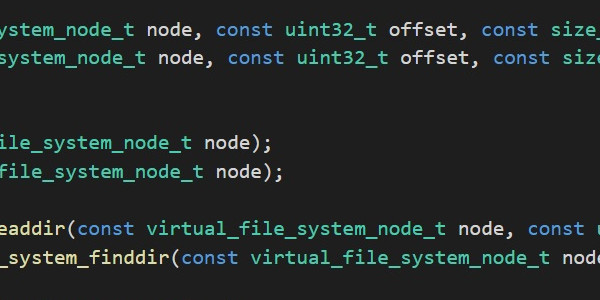 ystem_node_t node, const uint32_t offset, const size_
system_node_t node, const uint32_t offset, const size
ile_system_node_t node);
file_system_node_t node);
eaddir(const virtual_file_system_node_t node, const u
_system_finddir(const virtual_file_system_node_t node